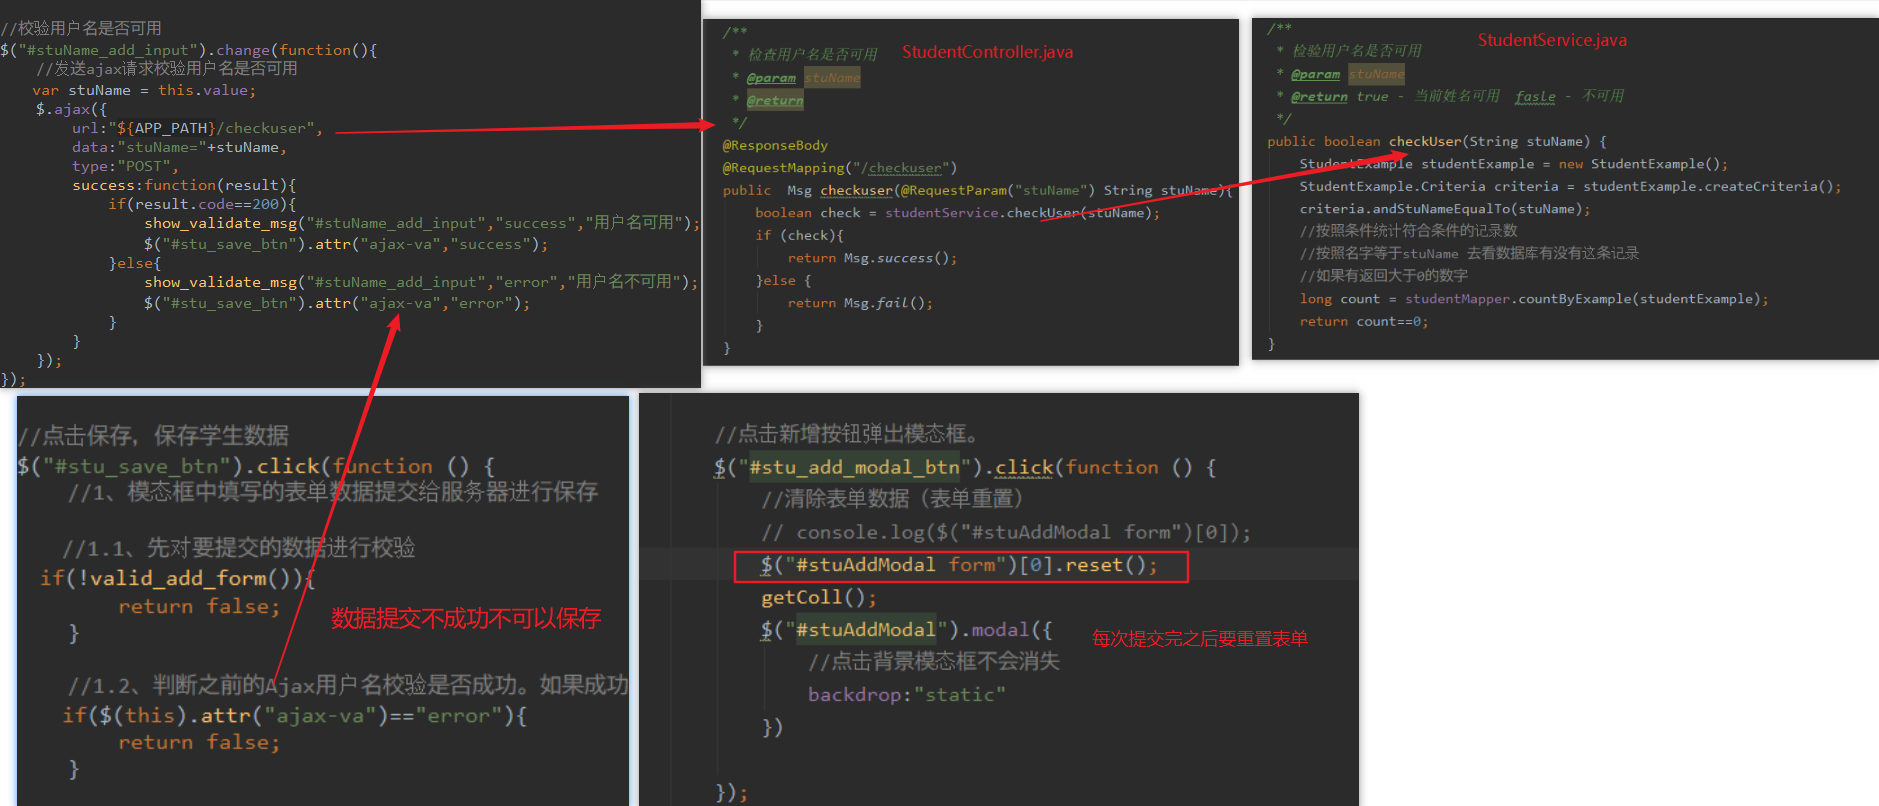 //校验用户名是否可用
$("#stuName_add_input").change(function(){
//发送ajax请求校验用户名是否可用
var stuName = this.value;
$.ajax({
url:"${APP_PATH}/checkuser",
data:"stuName="+stuName,
type:"POST",
success:function(result){
if(result.code==200){
show_validate_msg("#stuName_add_input","success","用户名可用");
$("#stu_save_btn").attr("ajax-va","success");
}else{
show_validate_msg("#stuName_add_input","error","用户名不可用");
$("#stu_save_btn").attr("ajax-va","error");
}
}
});
});
/**
* 检查用户名是否可用
StudentController.java
* @param stuName
* @return
*/
@ResponseBody
@RequestMapping("/checkuser")
public Msg checkuser(@RequestParam("stuName") String stuName){
boolean check = studentService.checkUser(stuName);
if (check){
return Msg.success();
}else {
return Msg.fail();
}
}
/**
StudentService.java
* 检验用户名是否可用
* @param stuName
* @return true - 当前姓名可用 fasle - 不可用
*/
public boolean checkUser(String stuName) {
StudentExample studentExample = new StudentExample();
StudentExample.Criteria criteria = studentExample.createCriteria();
criteria.andStuNameEqualTo(stuName);
//按照条件统计符合条件的记录数
//按照名字等于stuName 去看数据库有没有这条记录
//如果有返回大于0的数字
long count = studentMapper.countByExample(studentExample);
return count==0;
}
//点击保存，保存学生数据
$("#stu_save_btn").click(function () {
//1、模态框中填写的表单数据提交给服务器进行保存
//1.1、先对要提交的数据进行校验
if(!valid_add_form()){
return false;
数据提交不成功不可以保存
}
//1.2、判断之前的Ajax用户名校验是否成功。如果成功
if($(this).attr("ajax-va")=="error"){
return false;
}
//点击新增按钮弹出模态框。
$("#stu_add_modal_btn").click(function () {
//清除表单数据（表单重置）
// console.log($("#stuAddModal form")[0]);
$("#stuAddModal form")[0].reset();
getColl();
$("#stuAddModal").modal({
每次提交完之后要重置表单
//点击背景模态框不会消失
backdrop:"static"
})
});